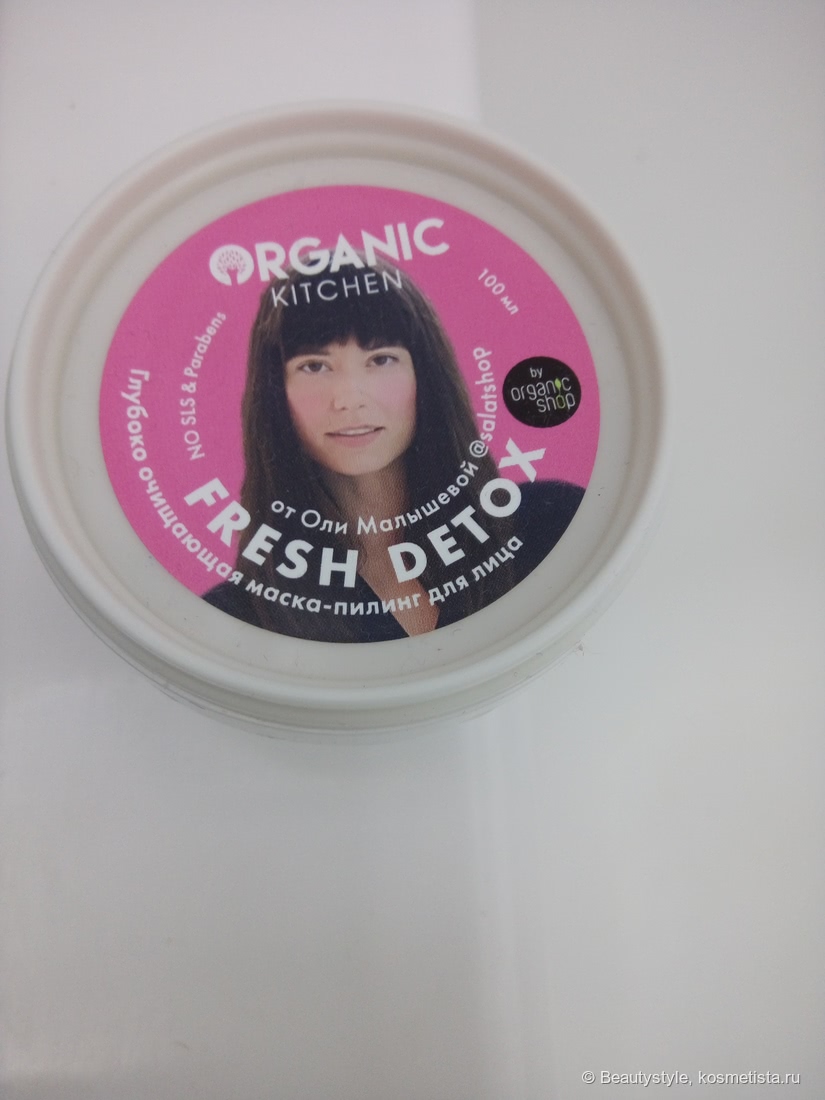 ORGANIC
KITCHEN
100 мл
NO SLS & Parabens
by
organic
shop
от Оли Малышевой @salatshop
FRESH DETOX
Глубоко очищающая маска-пилинг для лица
© Beautystyle, kosmetista.ru